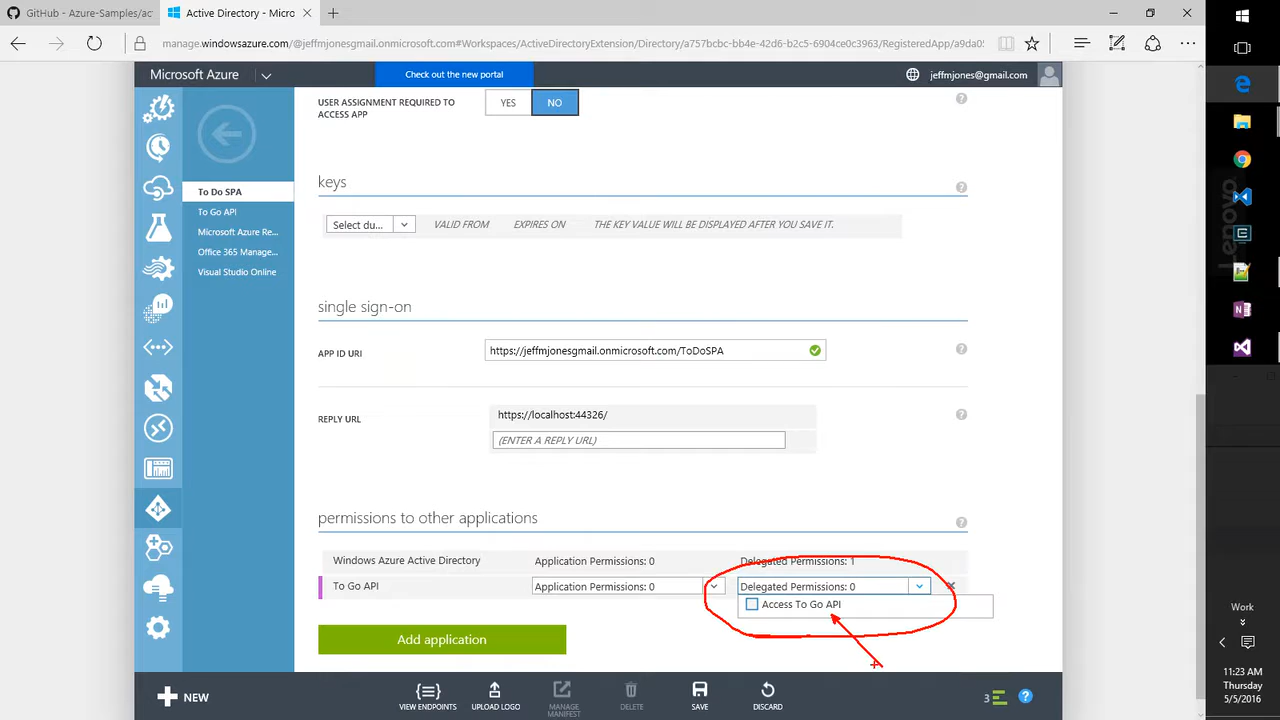 GitHub - Azure-Samples/act
Active Directory - Micro
manage.windowsazure.com/@jeffmjonesgmail.onmicrosoft.com#Workspaces/ActiveDirectoryExtension/Directory/a757bcbc-bb4e-42d6-b2c5-b104ce0c3963/RegisteredApp/a9da05
Microsoft Azure
Check out the new portal
jeffmjones@gmail.com
USER ASSIGNMENT REQUIRED TO
ACCESS APP
YES
NO
To Do SPA
To Go API
Microsoft Azure Re...
Office 365 Manage...
Visual Studio Online
keys
Select du...
VALID FROM
EXPIRES ON
THE KEY VALUE WILL BE DISPLAYED AFTER YOU SAVE IT.
single sign-on
APP ID URI
https://jeffmjonesgmail.onmicrosoft.com/ToDoSPA
REPLY URL
https://localhost:44326/
(ENTER A REPLY URL)
permissions to other applications
Windows Azure Active Directory
Application Permissions: 0
Delegated Permissions: 1
To Go API
Application Permissions: 0
Delegated Permissions: 0
Access To Go API
Add application
NEW
VIEW ENDPOINTS
UPLOAD LOGO
MANAGE
MANIFEST
DELETE
SAVE
DISCARD
3
Lenovo
Work
11:23 AM
Thursday
5/5/2016